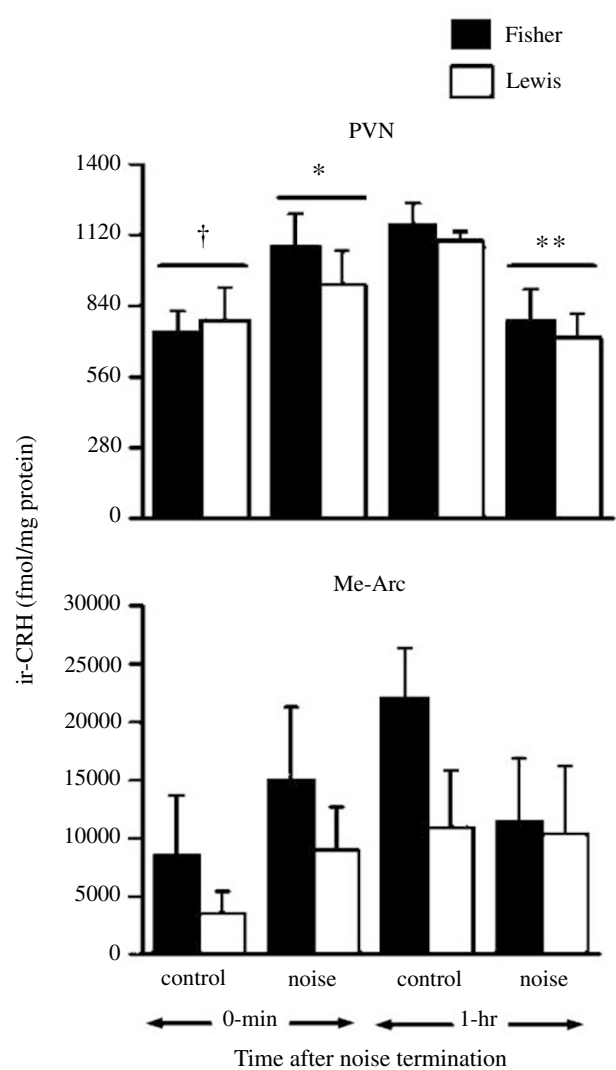 Fisher
Lewis
PVN
1400
1120
840
560
280
0
†
*
**
ir-CRH (fmol/mg protein)
Me-Arc
30000
25000
20000
15000
10000
5000
0
control noise control noise
0-min 1-hr
Time after noise termination